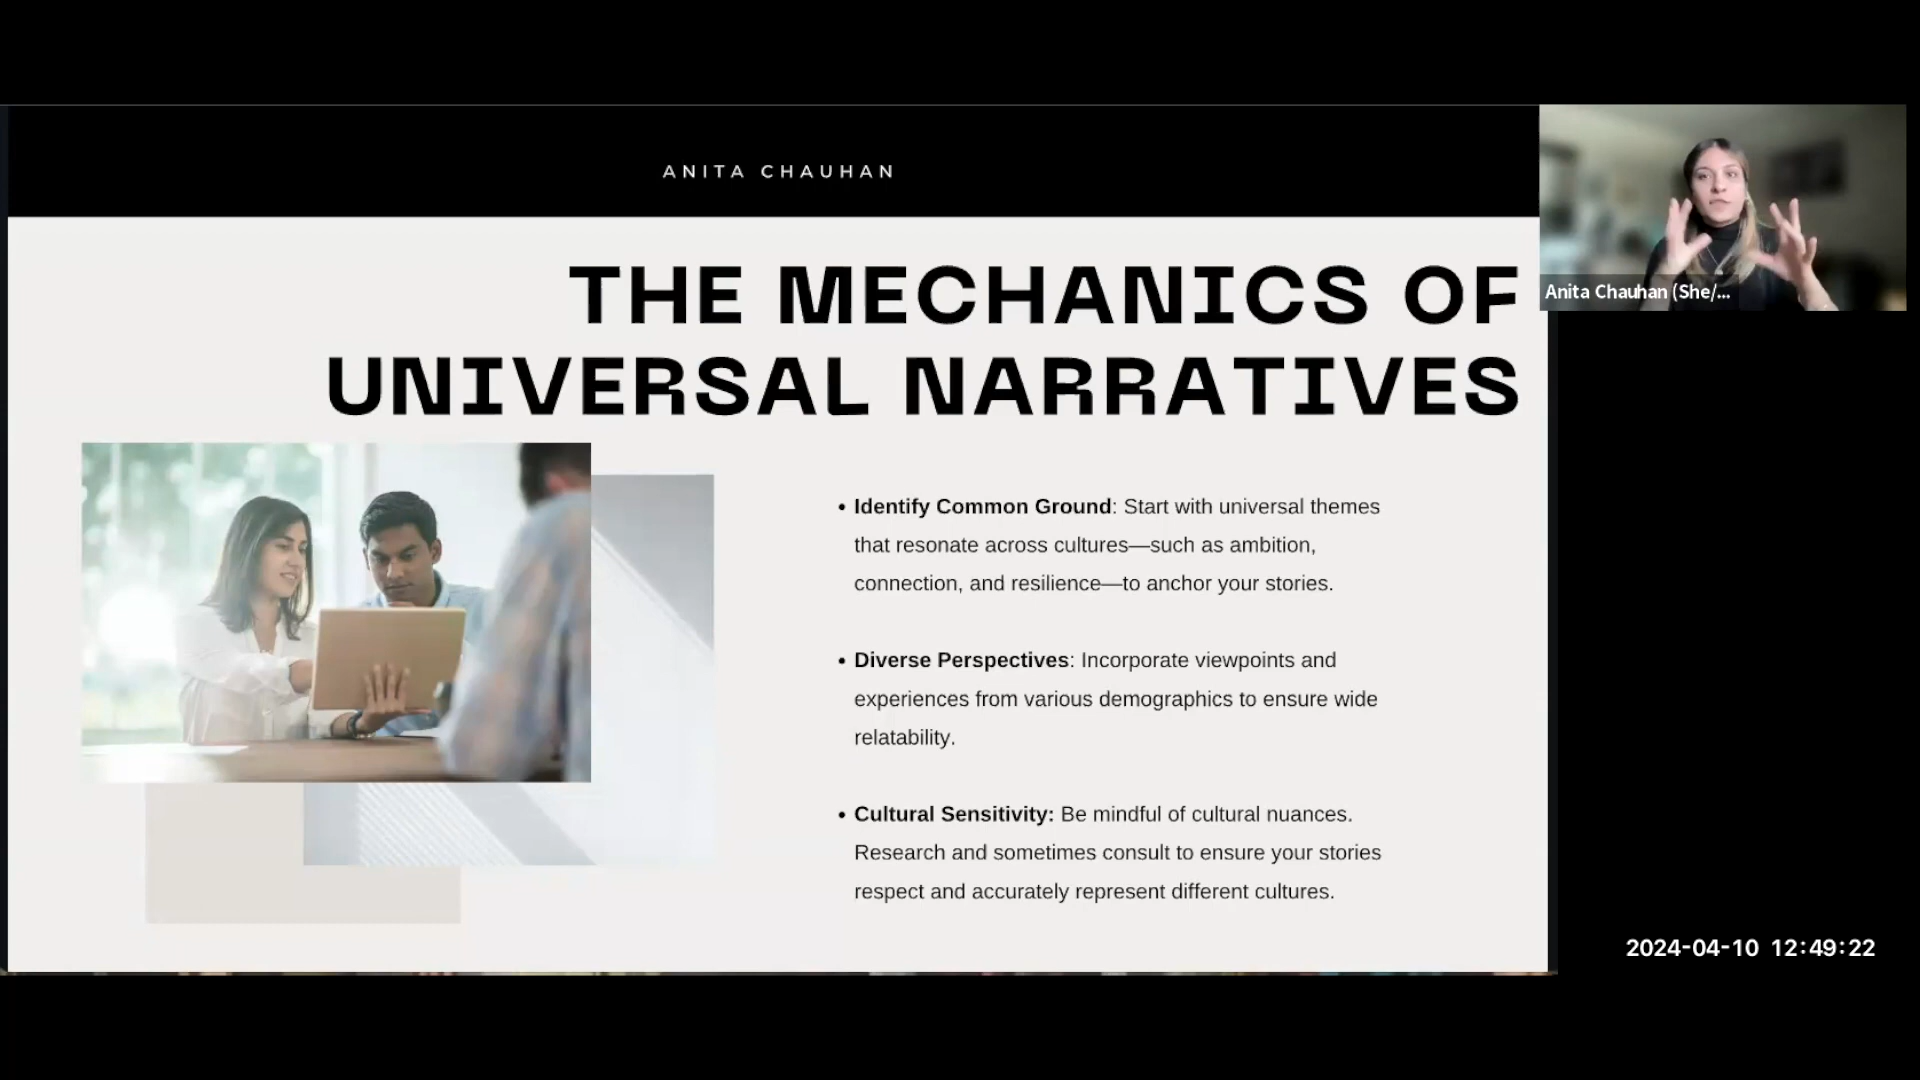 ANITA CHAUHAN
Anita Chauhan (She/...
THE MECHANICS OF
UNIVERSAL NARRATIVES
• Identify Common Ground: Start with universal themes
that resonate across cultures—such as ambition,
connection, and resilience—to anchor your stories.
• Diverse Perspectives: Incorporate viewpoints and
experiences from various demographics to ensure wide
relatability.
• Cultural Sensitivity: Be mindful of cultural nuances.
Research and sometimes consult to ensure your stories
respect and accurately represent different cultures.
2024-04-10 12:49:22